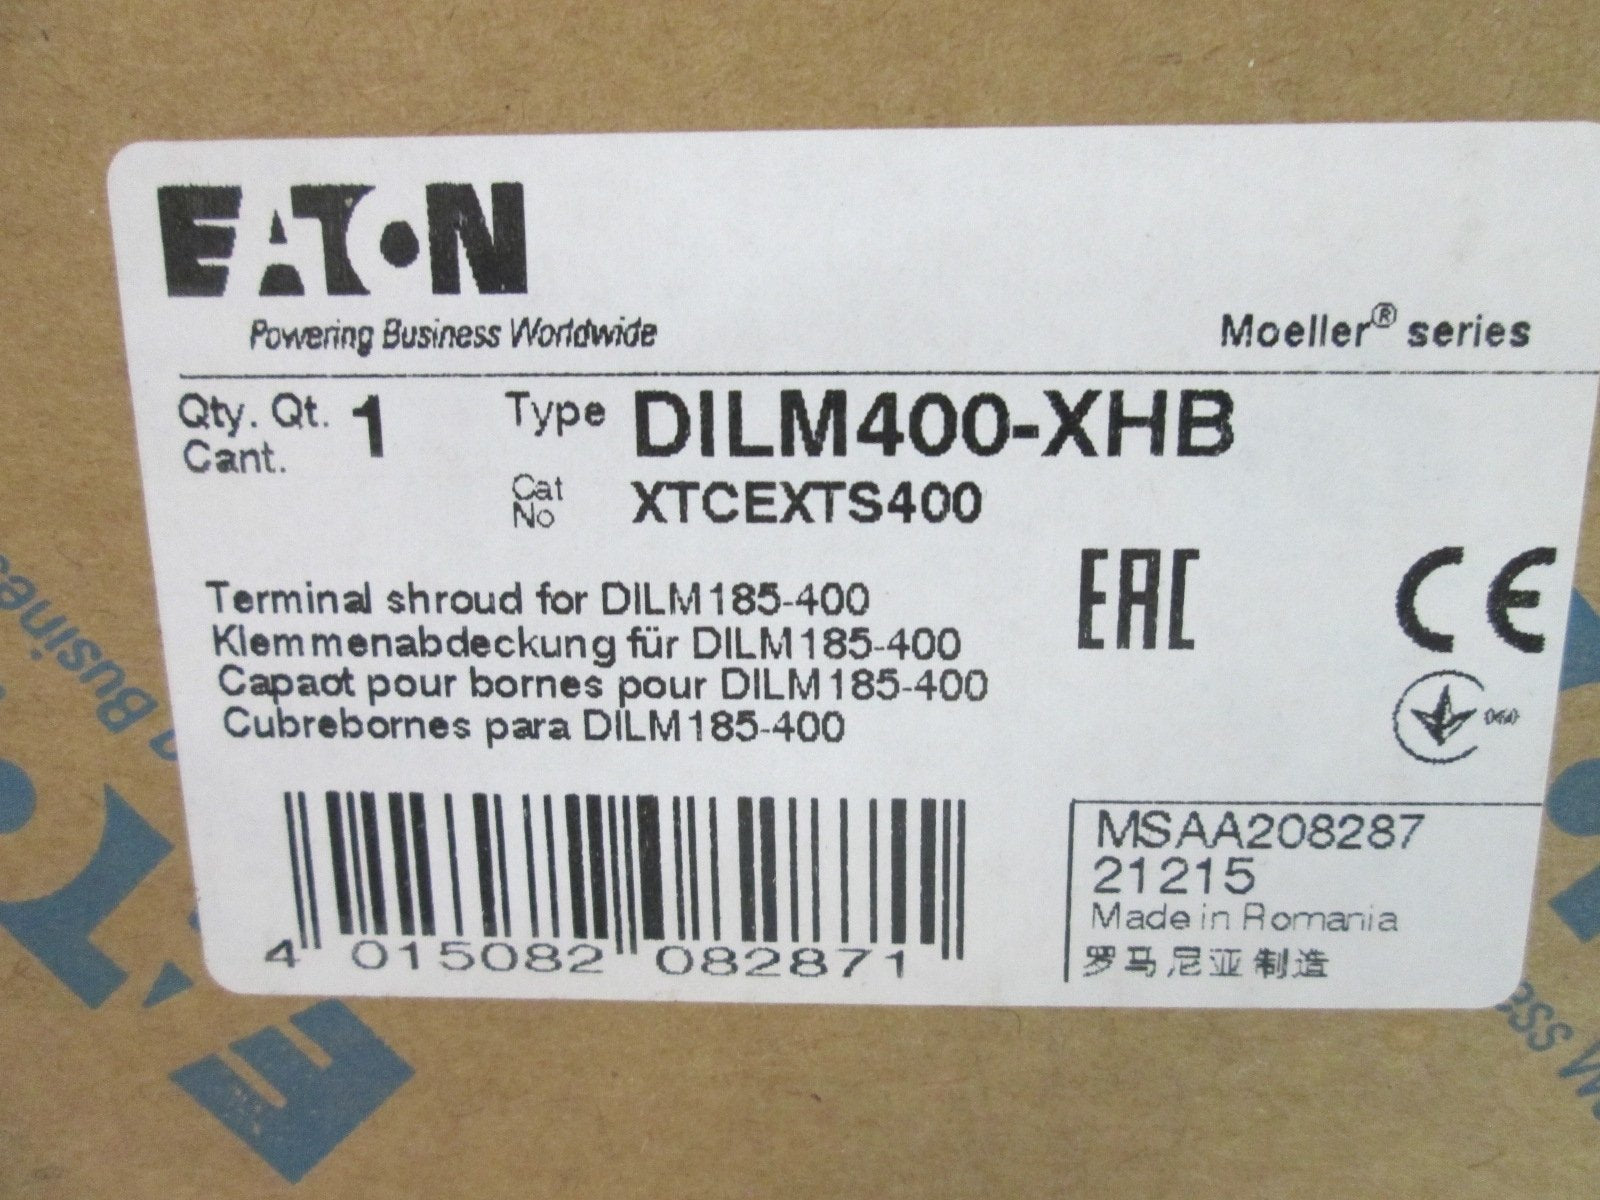 EATON
Powering Business Worldwide
Moeller® series
Qty. Qt. 1
Cant.
Type DILM400-XHB
Cat
No XTCEXTS400
Terminal shroud for DILM185-400
Klemmenabdeckung für DILM185-400
Capaot pour bornes pour DILM185-400
Cubrebornes para DILM185-400
EAC
CE
060
4 015082 082871
MSAA208287
21215
Made in Romania
罗马尼亚制造
Business